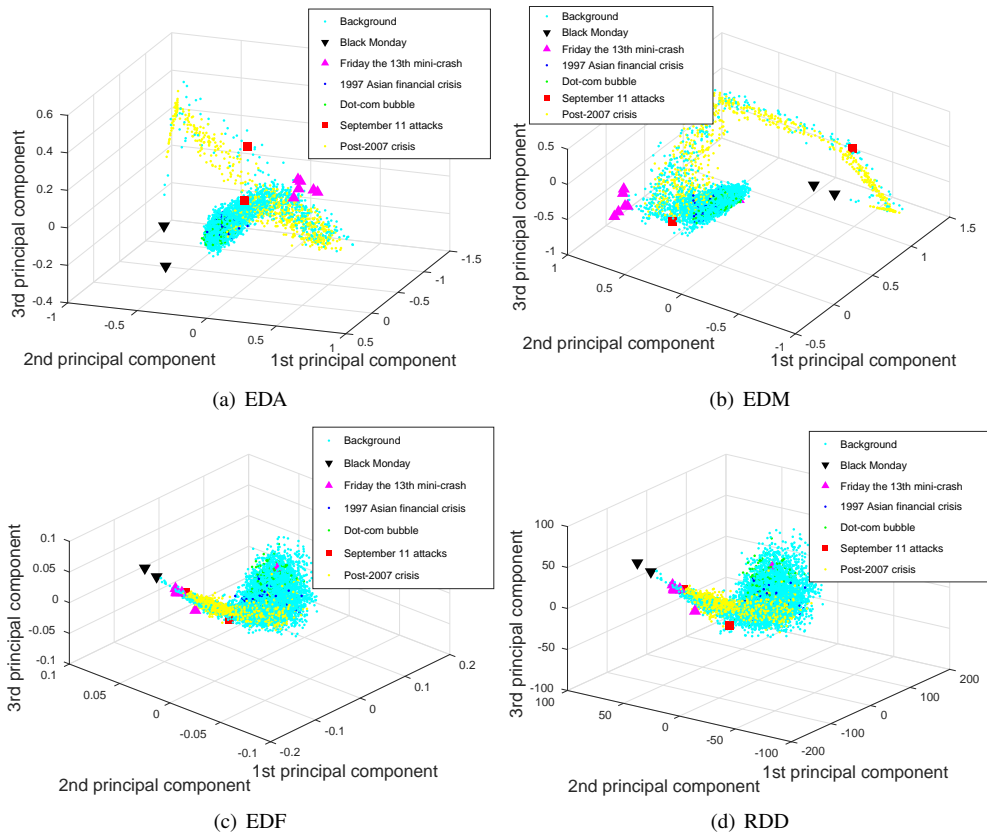 Background
Black Monday
Friday the 13th mini-crash
1997 Asian financial crisis
Dot-com bubble
September 11 attacks
Post-2007 crisis
0.6
0.4
0.2
0
-0.2
-0.4
-1
-0.5
0
0.5
1
0.5
0
-0.5
-1
-1.5
3rd principal component
2nd principal component
1st principal component
(a) EDA
Background
Black Monday
Friday the 13th mini-crash
1997 Asian financial crisis
Dot-com bubble
September 11 attacks
Post-2007 crisis
0.5
0
-0.5
-1
1
0.5
0
-0.5
-1
-0.5
0
0.5
1
1.5
3rd principal component
2nd principal component
1st principal component
(b) EDM
Background
Black Monday
Friday the 13th mini-crash
1997 Asian financial crisis
Dot-com bubble
September 11 attacks
Post-2007 crisis
0.1
0.05
0
-0.05
-0.1
0.1
0.05
0
-0.05
-0.1
-0.2
-0.1
0
0.1
0.2
3rd principal component
2nd principal component
1st principal component
(c) EDF
Background
Black Monday
Friday the 13th mini-crash
1997 Asian financial crisis
Dot-com bubble
September 11 attacks
Post-2007 crisis
100
50
0
-50
-100
50
0
-50
-100
-200
-100
0
100
200
3rd principal component
2nd principal component
1st principal component
(d) RDD